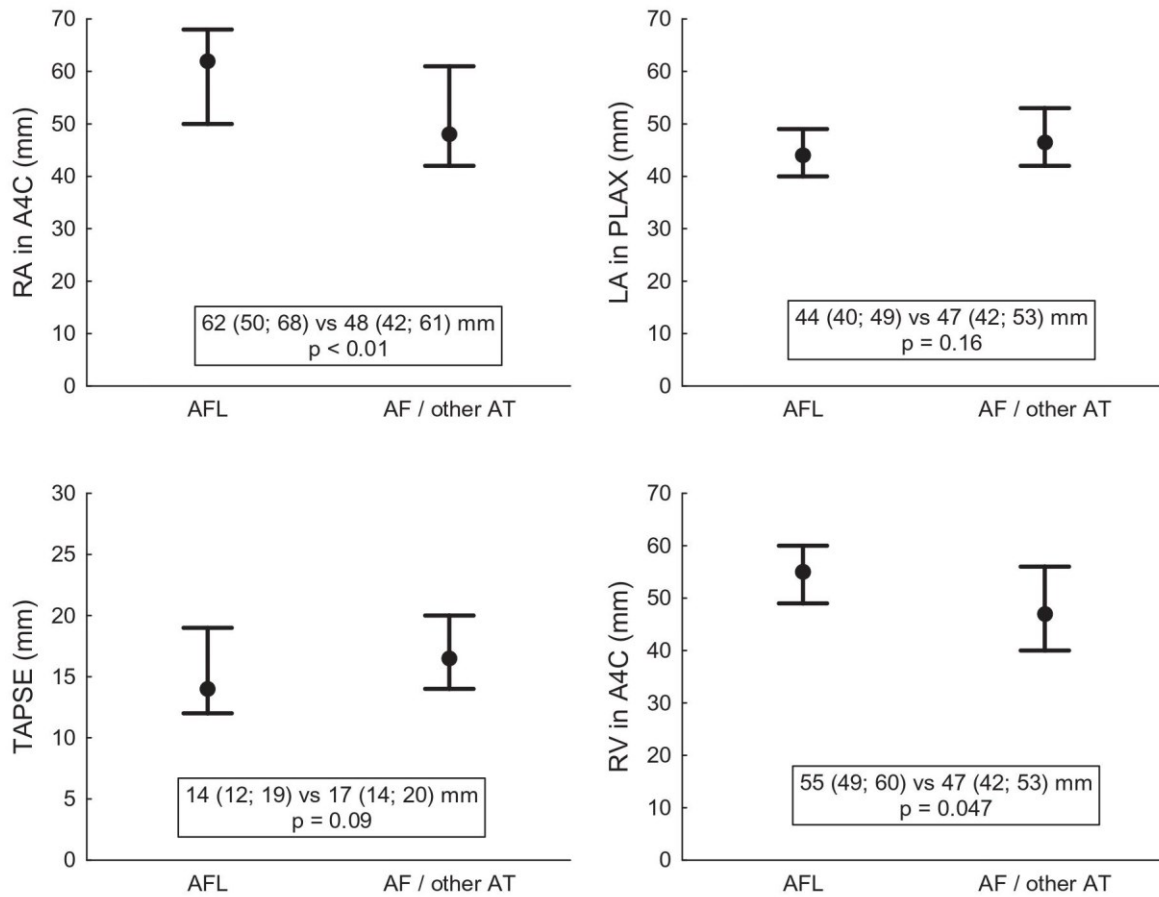 RA in A4C (mm)
70
60
50
40
30
20
10
0
62 (50; 68) vs 48 (42; 61) mm
p < 0.01
AFL
AF / other AT
LA in PLAX (mm)
70
60
50
40
30
20
10
0
44 (40; 49) vs 47 (42; 53) mm
p = 0.16
AFL
AF / other AT
TAPSE (mm)
30
25
20
15
10
5
0
14 (12; 19) vs 17 (14; 20) mm
p = 0.09
AFL
AF / other AT
RV in A4C (mm)
70
60
50
40
30
20
10
0
55 (49; 60) vs 47 (42; 53) mm
p = 0.047
AFL
AF / other AT